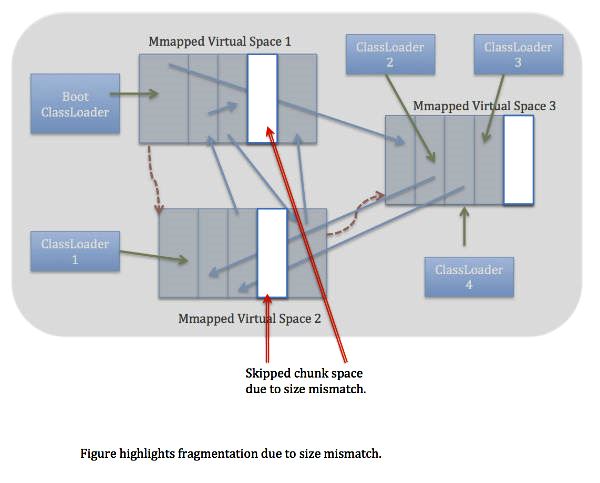 Mmapped Virtual Space 1
ClassLoader
2
ClassLoader
3
Boot
ClassLoader
Mmapped Virtual Space 3
ClassLoader
1
ClassLoader
4
Mmapped Virtual Space 2
Skipped chunk space
due to size mismatch.
Figure highlights fragmentation due to size mismatch.